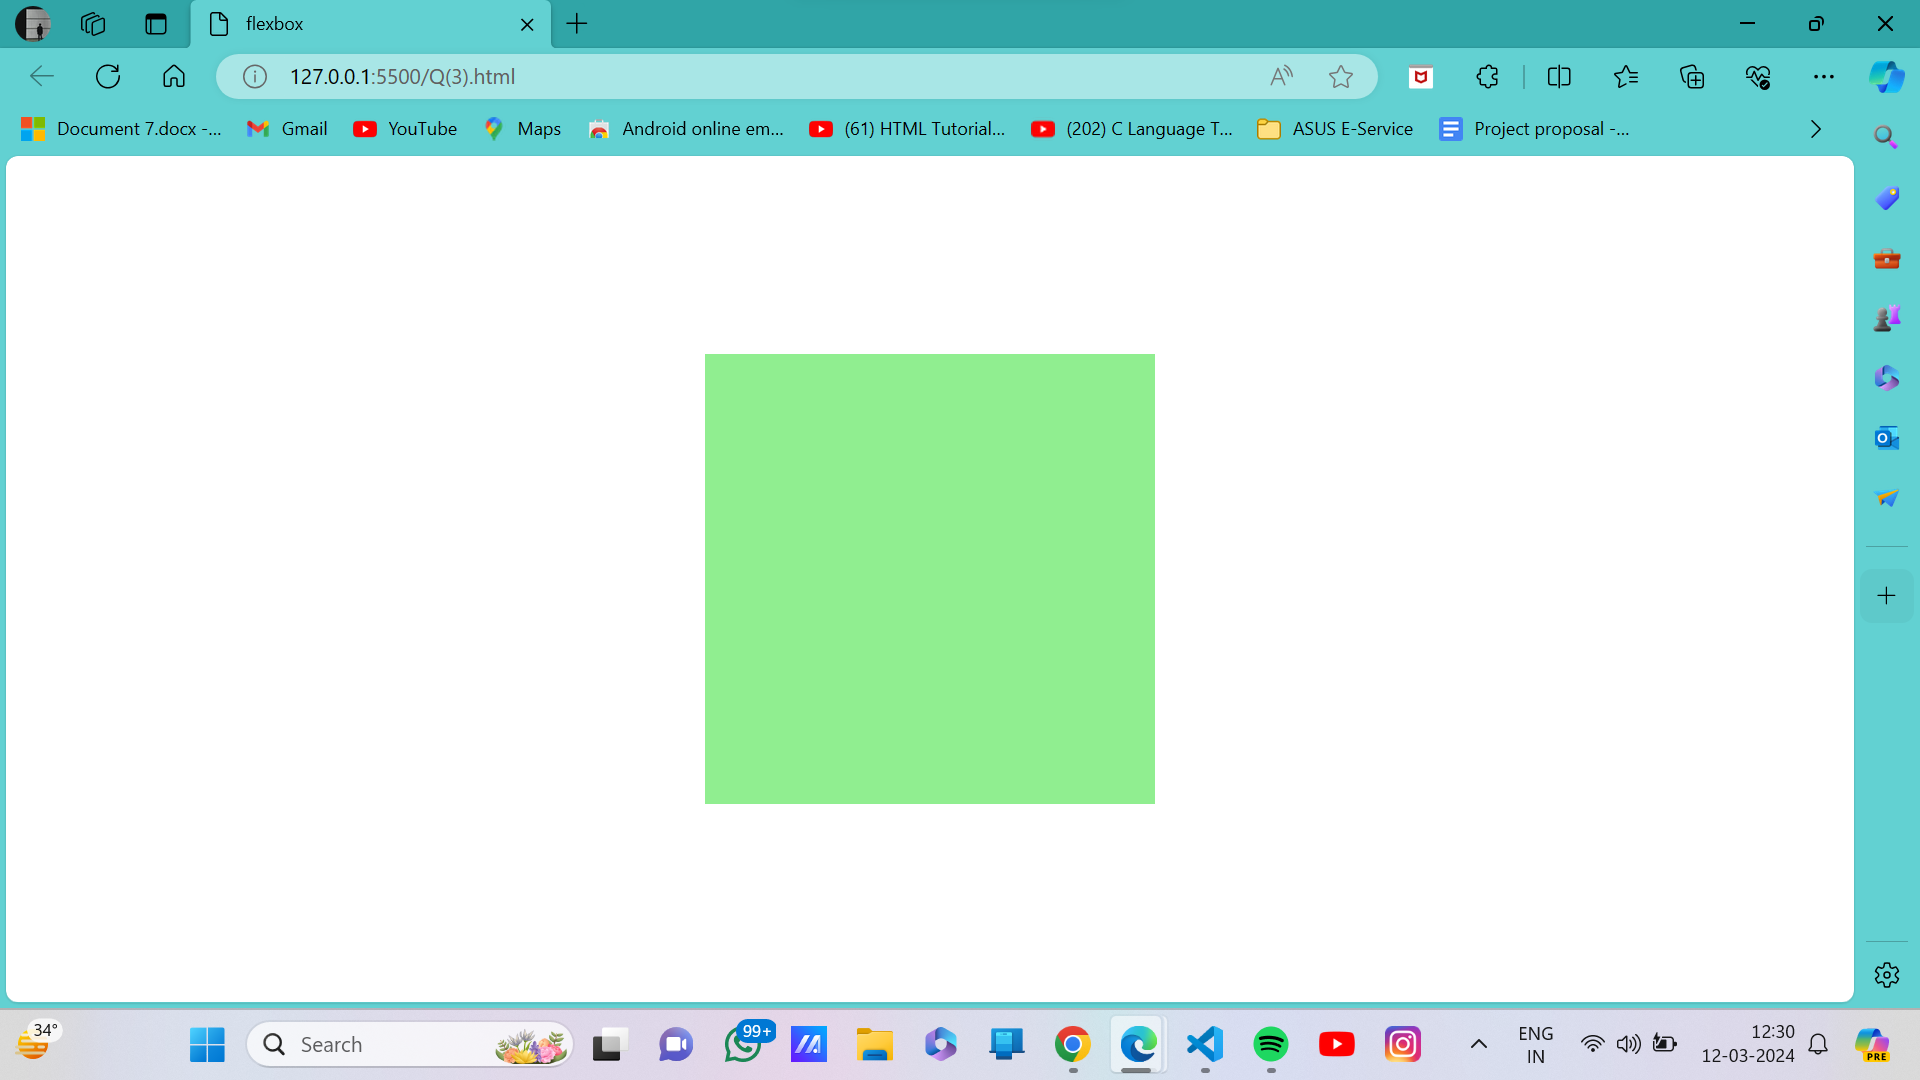 flexbox
127.0.0.1:5500/Q(3).html
Document 7.docx -... Gmail YouTube Maps Android online em... (61) HTML Tutorial... (202) C Language T... ASUS E-Service Project proposal -...
34° Search 99+ ENG 12:30
IN 12-03-2024 PRE